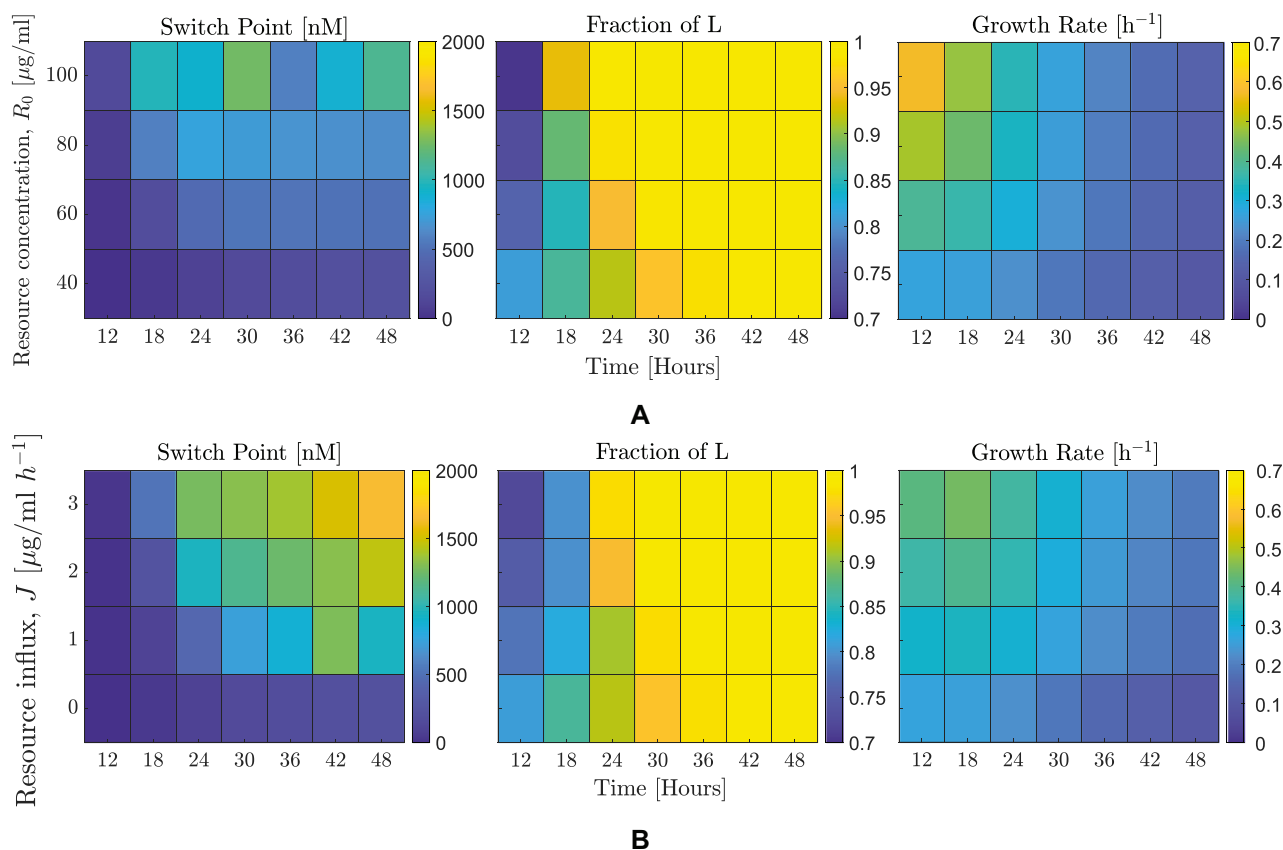 Switch Point [nM]
Fraction of L
Growth Rate [h⁻¹]
Resource concentration, R₀ [μg/ml]
100
80
60
40
12 18 24 30 36 42 48
2000
1500
1000
500
0
12 18 24 30 36 42 48
1
0.95
0.9
0.85
0.8
0.75
0.7
12 18 24 30 36 42 48
0.7
0.6
0.5
0.4
0.3
0.2
0.1
0
Time [Hours]
A
Switch Point [nM]
Fraction of L
Growth Rate [h⁻¹]
Resource influx, J [μg/ml h⁻¹]
3
2
1
0
12 18 24 30 36 42 48
2000
1500
1000
500
0
12 18 24 30 36 42 48
1
0.95
0.9
0.85
0.8
0.75
0.7
12 18 24 30 36 42 48
0.7
0.6
0.5
0.4
0.3
0.2
0.1
0
Time [Hours]
B